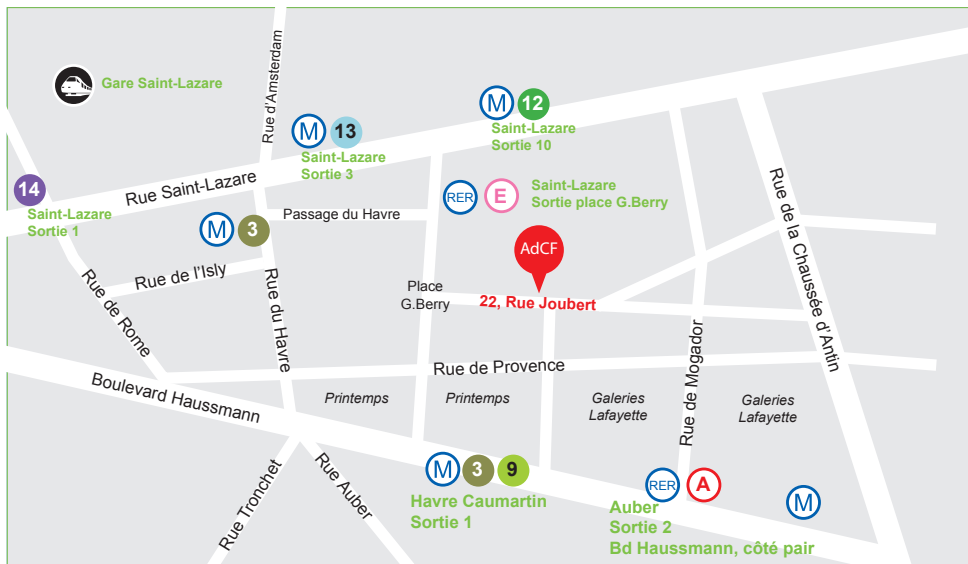 Gare Saint-Lazare
Rue d'Amsterdam
M 13
Saint-Lazare
Sortie 3
M 12
Saint-Lazare
Sortie 10
14
Saint-Lazare
Sortie 1
Rue Saint-Lazare
RER E
Saint-Lazare
Sortie place G.Berry
Passage du Havre
M 3
AdCF
22, Rue Joubert
Place
G.Berry
Rue de l'Isly
Rue de Rome
Rue du Havre
Rue de la Chaussée d'Antin
Rue de Mogador
Rue de Provence
Boulevard Haussmann
Printemps
Printemps
Galeries
Lafayette
Galeries
Lafayette
Rue Tronchet
Rue Auber
M 3 9
Havre Caumartin
Sortie 1
RER A
Auber
Sortie 2
Bd Haussmann, côté pair
M